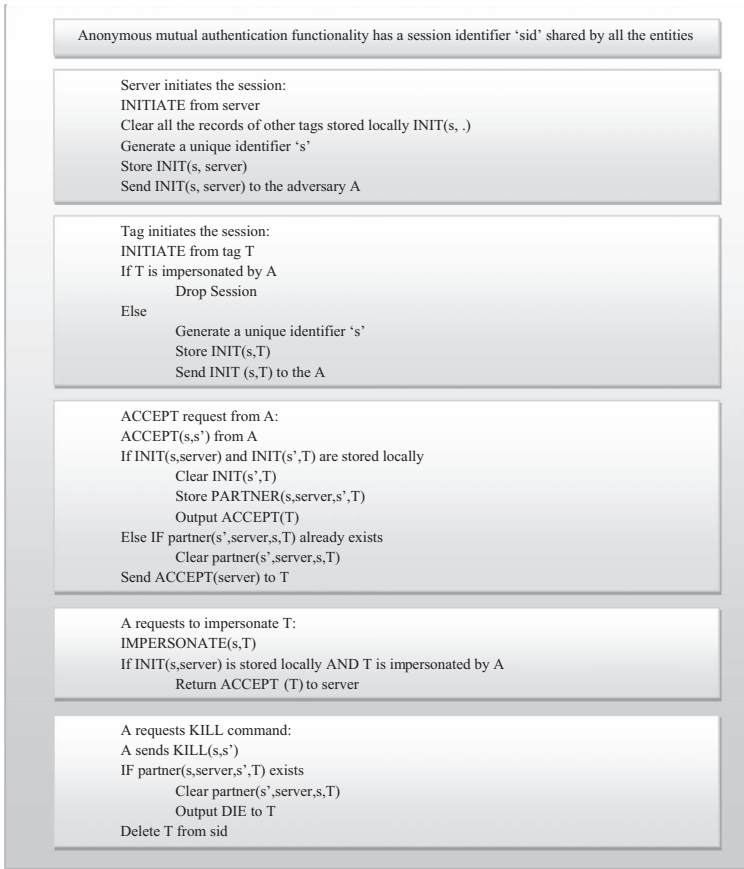 Anonymous mutual authentication functionality has a session identifier ‘sid’ shared by all the entities
Server initiates the session:
INITIATE from server
Clear all the records of other tags stored locally INIT(s, .)
Generate a unique identifier ‘s’
Store INIT(s, server)
Send INIT(s, server) to the adversary A
Tag initiates the session:
INITIATE from tag T
If T is impersonated by A
Drop Session
Else
Generate a unique identifier ‘s’
Store INIT(s,T)
Send INIT (s,T) to the A
ACCEPT request from A:
ACCEPT(s,s’) from A
If INIT(s,server) and INIT(s’,T) are stored locally
Clear INIT(s’,T)
Store PARTNER(s,server,s’,T)
Output ACCEPT(T)
Else IF partner(s’,server,s,T) already exists
Clear partner(s’,server,s,T)
Send ACCEPT(server) to T
A requests to impersonate T:
IMPERSONATE(s,T)
If INIT(s,server) is stored locally AND T is impersonated by A
Return ACCEPT (T) to server
A requests KILL command:
A sends KILL(s,s’)
IF partner(s,server,s’,T) exists
Clear partner(s’,server,s,T)
Output DIE to T
Delete T from sid